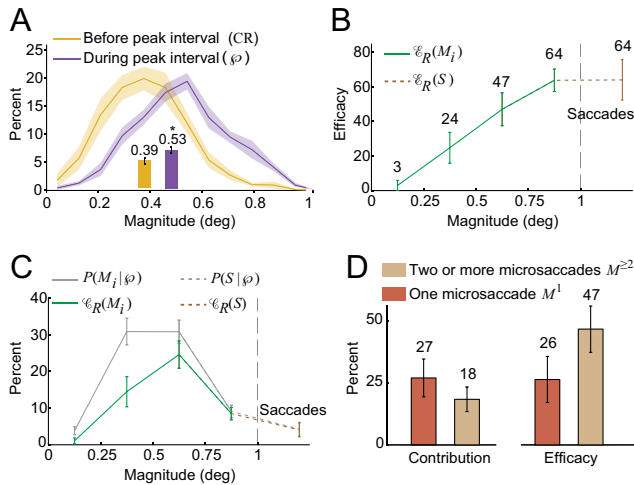 A
Before peak interval (CR)
During peak interval (℘)
Percent
20
15
10
5
0
0.39
*
0.53
0 0.2 0.4 0.6 0.8 1
Magnitude (deg)
B
ℰR(Mi)
ℰR(S)
Efficacy
80
60
40
20
0
3
24
47
64
64
Saccades
0 0.25 0.5 0.75 1
Magnitude (deg)
C
P(Mi|℘)
P(S|℘)
𝒞R(Mi)
𝒞R(S)
Percent
40
30
20
10
0
Saccades
0 0.25 0.5 0.75 1
Magnitude (deg)
D
Two or more microsaccades M≥2
One microsaccade M1
Percent
50
25
0
27
18
26
47
Contribution Efficacy